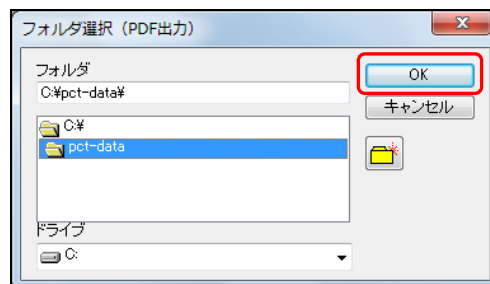 フォルダ選択（PDF出力）
フォルダ
C:¥pct-data¥
C:¥
pct-data
ドライブ
C:
OK
キャンセル